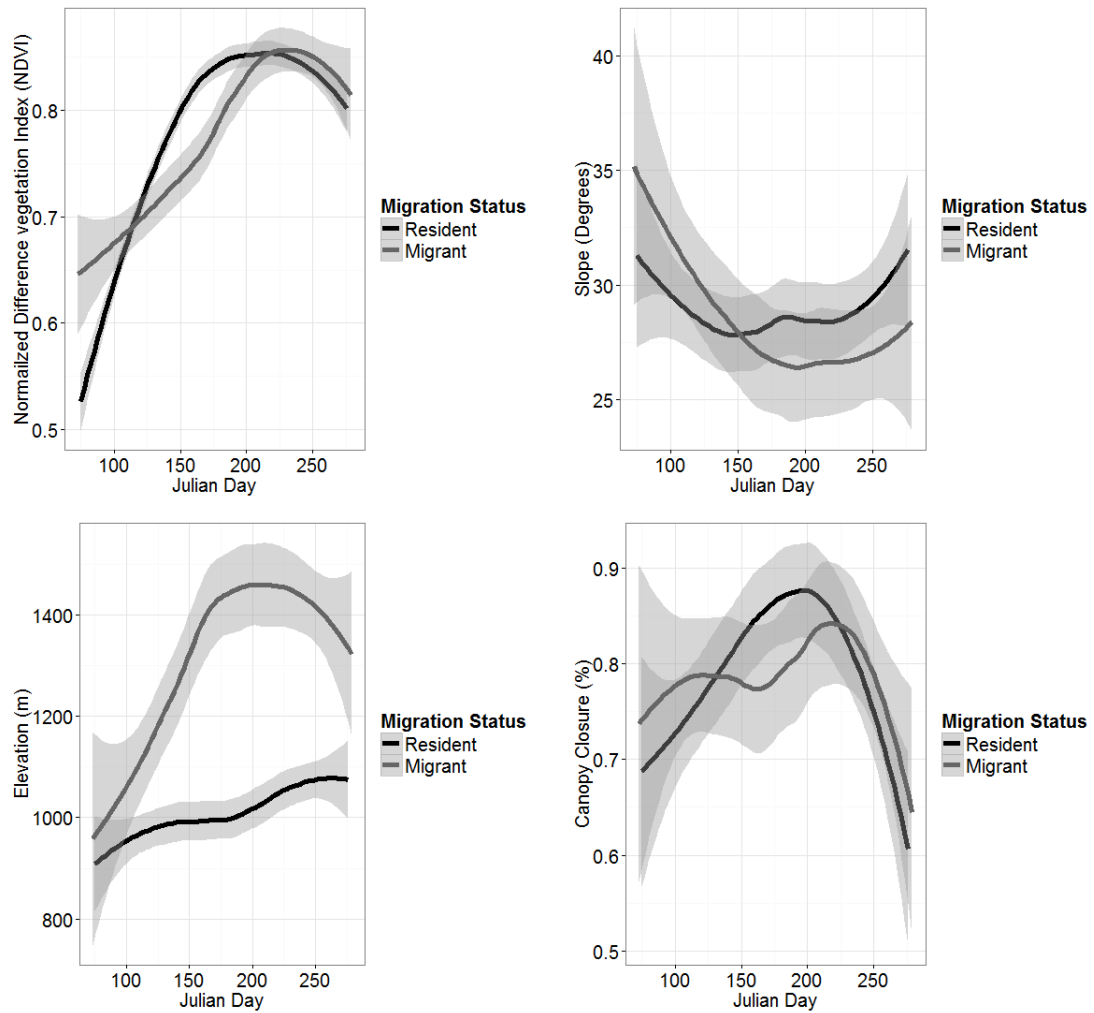 Normailzed Difference vegetation Index (NDVI)
0.8
0.7
0.6
0.5
100 150 200 250
Julian Day
Migration Status
Resident
Migrant
Slope (Degrees)
40
35
30
25
100 150 200 250
Julian Day
Migration Status
Resident
Migrant
Elevation (m)
1400
1200
1000
800
100 150 200 250
Julian Day
Migration Status
Resident
Migrant
Canopy Closure (%)
0.9
0.8
0.7
0.6
0.5
100 150 200 250
Julian Day
Migration Status
Resident
Migrant